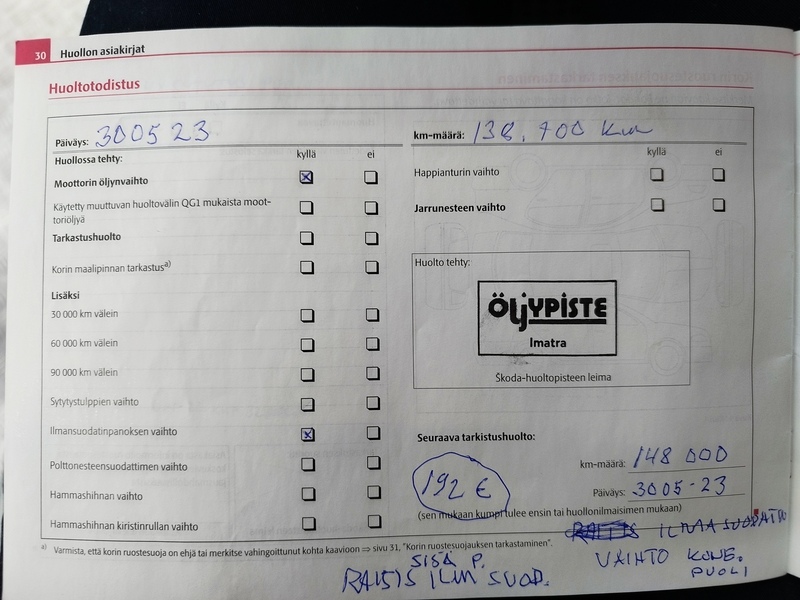 30 Huollon asiakirjat
Huoltotodistus
Päiväys: 300523
km-määrä: 138.700 km
Huollossa tehty: kyllä ei
kyllä ei
Moottorin öljynvaihto
Happianturin vaihto
Käytetty muuttuvan huoltovälin QG1 mukaista moot-
toriöljyä
Jarrunesteen vaihto
Tarkastushuolto
Korin maalipinnan tarkastus a)
Huolto tehty:
Lisäksi
30 000 km välein
60 000 km välein
90 000 km välein
ÖljYPISTE
Imatra
Škoda-huoltopisteen leima
Sytytystulppien vaihto
Ilmansuodatinpanoksen vaihto
Polttonesteensuodattimen vaihto
Hammashihnan vaihto
Hammashihnan kiristinrullan vaihto
Seuraava tarkistushuolto:
km-määrä: 148 000
192 €
Päiväys: 3005-23
(sen mukaan kumpi tulee ensin tai huollonilmaisimen mukaan)
a) Varmista, että korin ruostesuoja on ehjä tai merkitse vahingoittunut kohta kaavioon ⇒ sivu 31, "Korin ruostesuojauksen tarkastaminen".
ILMASUODATIN
VAIHTO KONE.
PUOLI
SISÄ P.
RAISIS ILM SUOD.